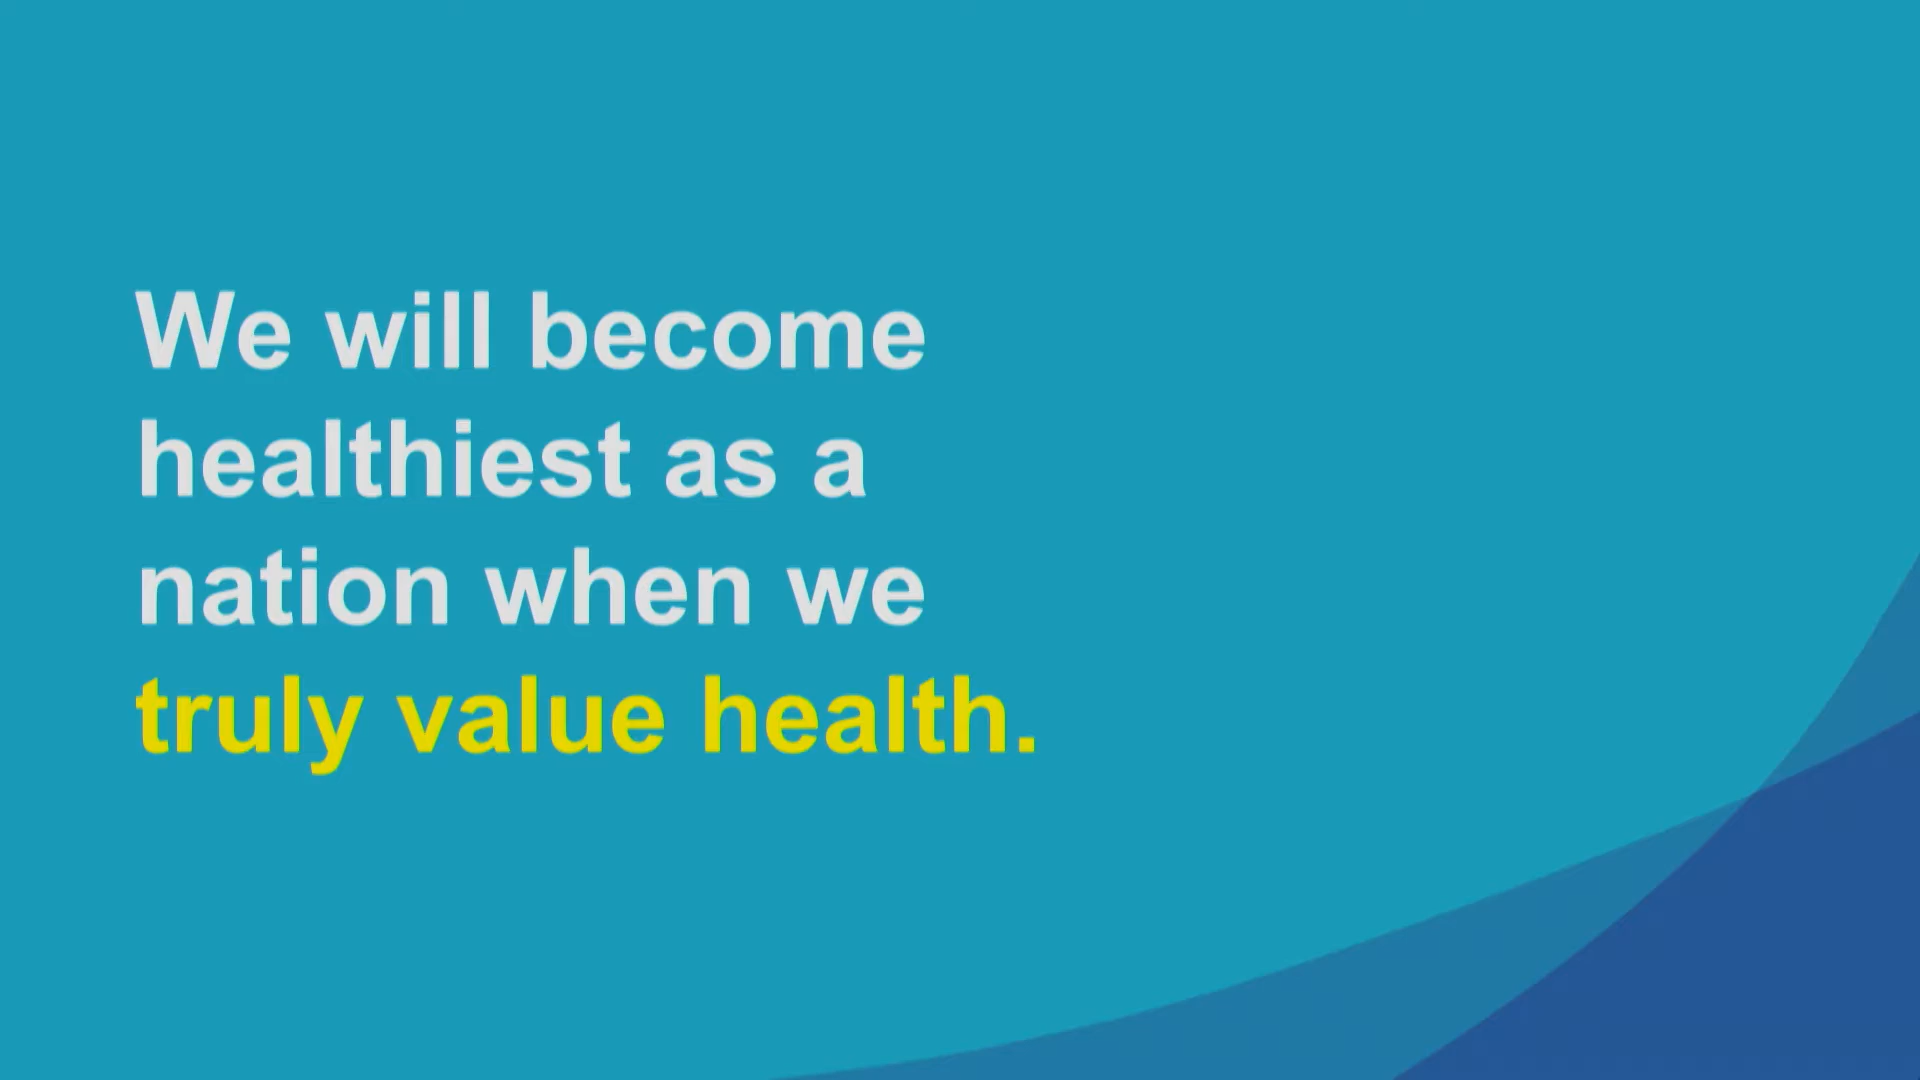 We will become
healthiest as a
nation when we
truly value health.